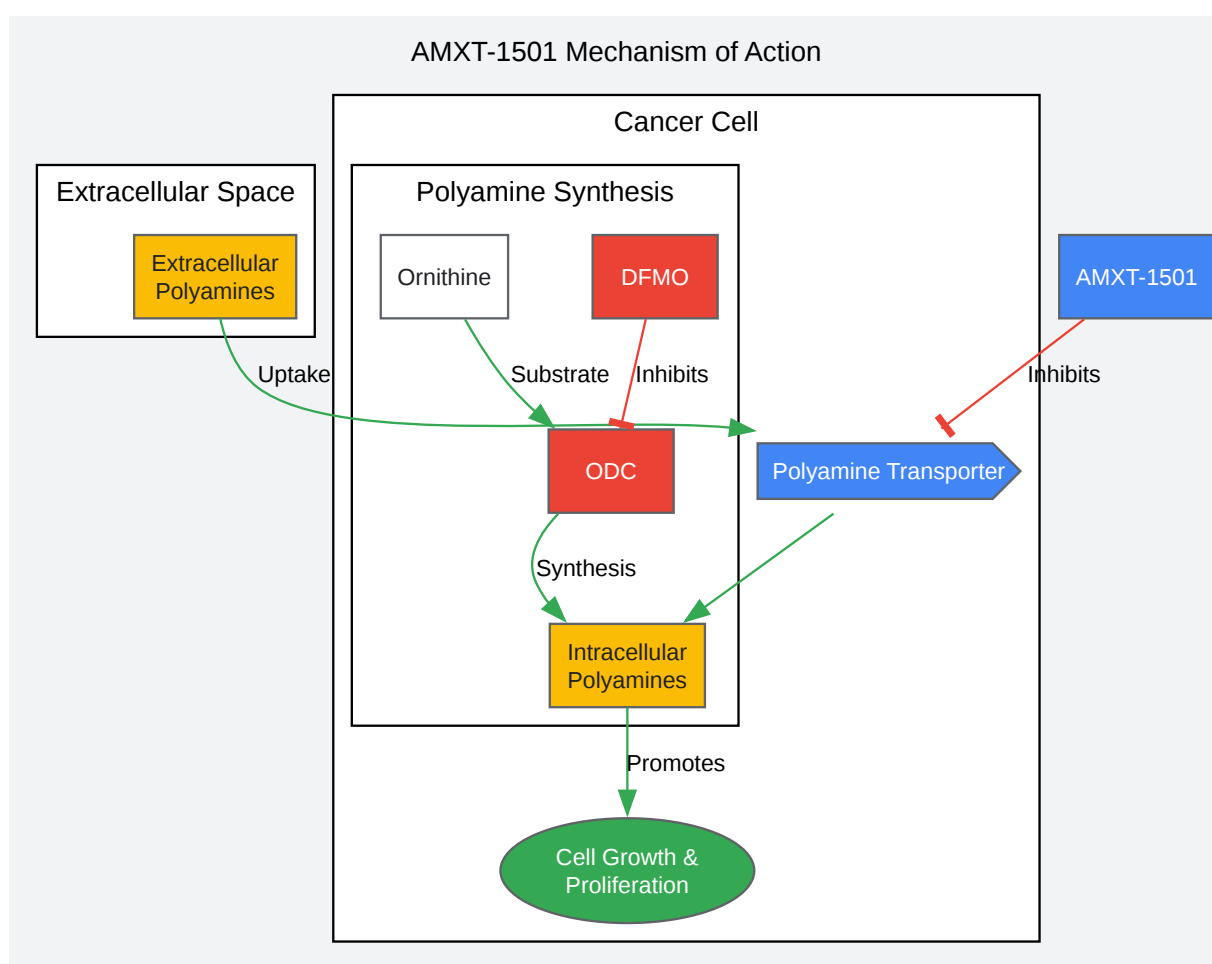 AMXT-1501 Mechanism of Action
Cancer Cell
Extracellular Space
Polyamine Synthesis
Extracellular
Polyamines
Ornithine
DFMO
AMXT-1501
Uptake
Substrate
Inhibits
Inhibits
ODC
Polyamine Transporter
Synthesis
Intracellular
Polyamines
Promotes
Cell Growth &
Proliferation